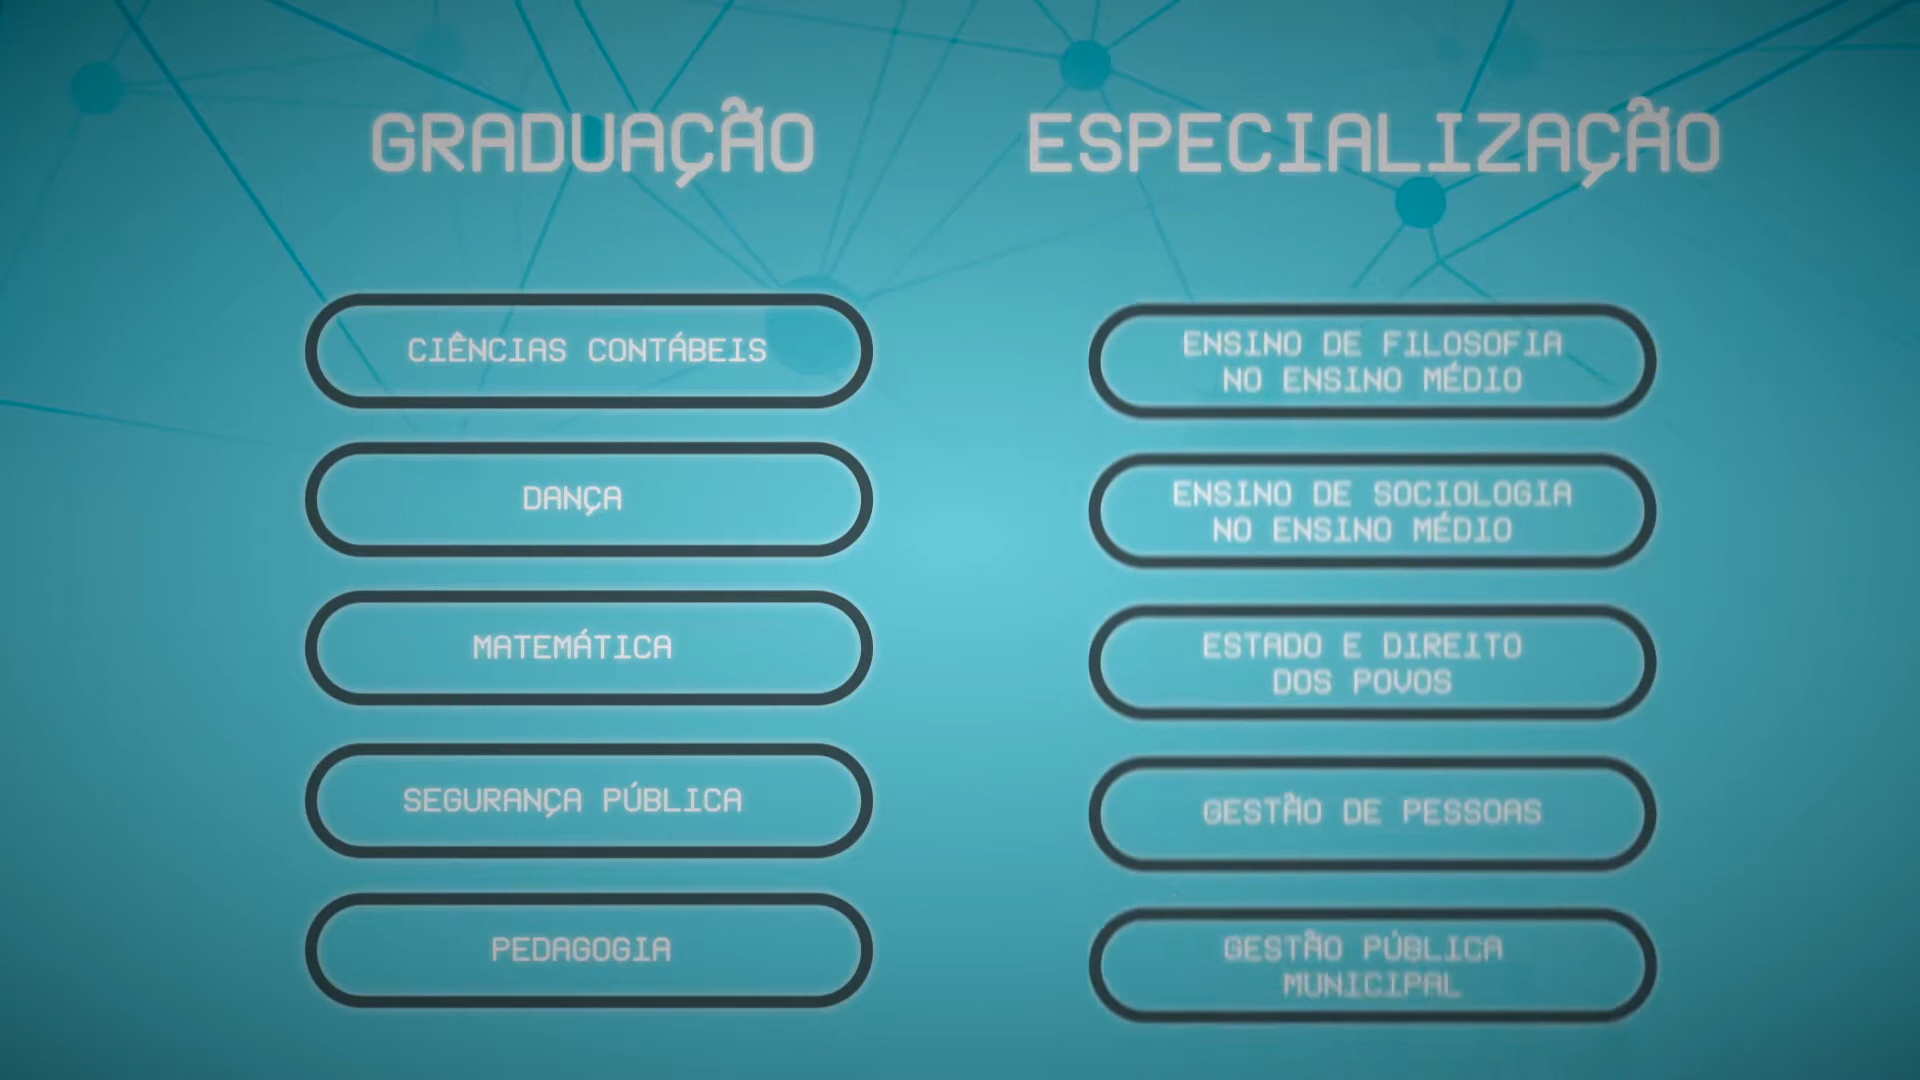 GRADUAÇÃO
CIÊNCIAS CONTÁBEIS
DANÇA
MATEMÁTICA
SEGURANÇA PÚBLICA
PEDAGOGIA
ESPECIALIZAÇÃO
ENSINO DE FILOSOFIA
NO ENSINO MÉDIO
ENSINO DE SOCIOLOGIA
NO ENSINO MÉDIO
ESTADO E DIREITO
DOS POVOS
GESTÃO DE PESSOAS
GESTÃO PÚBLICA
MUNICIPAL